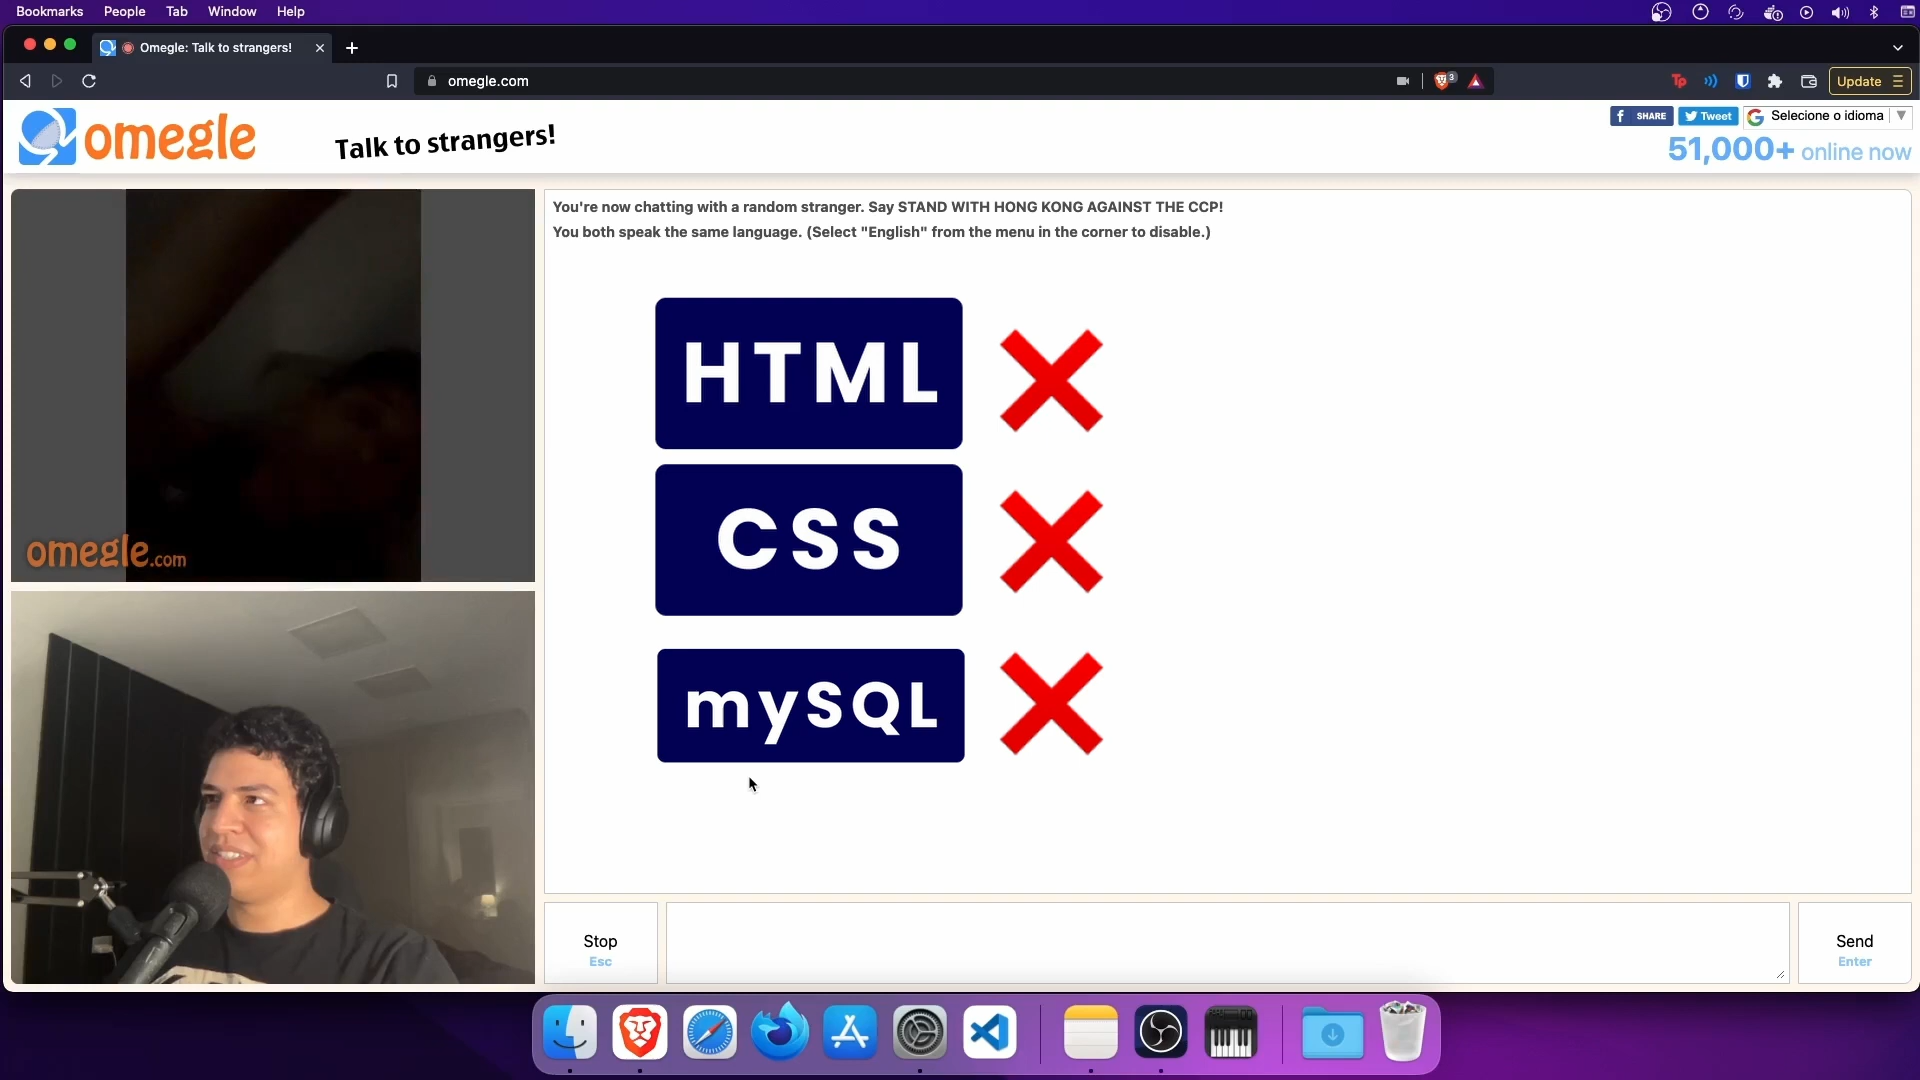 Bookmarks People Tab Window Help
Omegle: Talk to strangers!
omegle.com
3
Tp
Update
omegle
Talk to strangers!
SHARE
Tweet
Selecione o idioma
51,000+ online now
You're now chatting with a random stranger. Say STAND WITH HONG KONG AGAINST THE CCP!
You both speak the same language. (Select "English" from the menu in the corner to disable.)
HTML
CSS
mySQL
omegle.com
Stop
Esc
Send
Enter